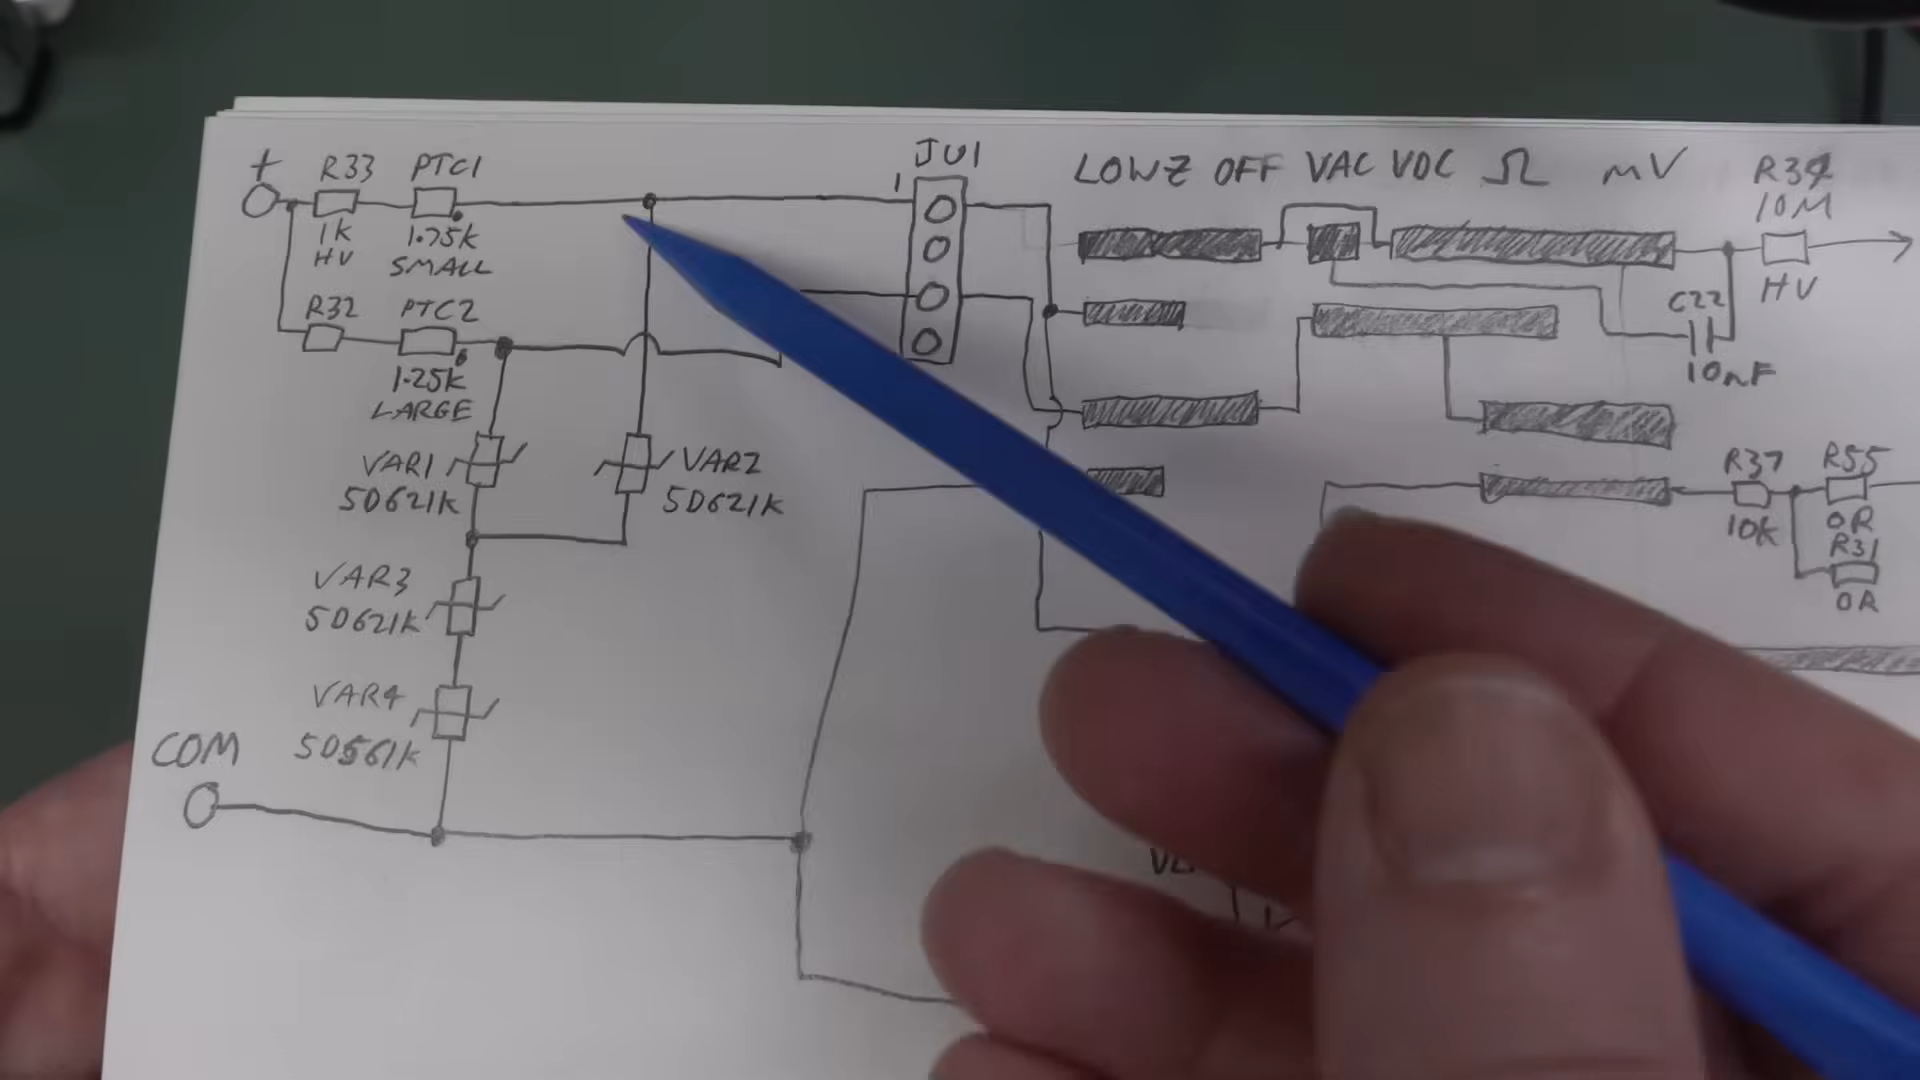 + R33 PTC1
1K 1.75K
HV SMALL
R32 PTC2
1.25K
LARGE
VAR1
5D621K
VAR2
5D621K
VAR3
5D621K
VAR4
5D561K
COM
JU1
1
LOWZ OFF VAC VDC Ω mV
R34
10M
HV
C22
10nF
R37
10K
R55
0R
R31
0R